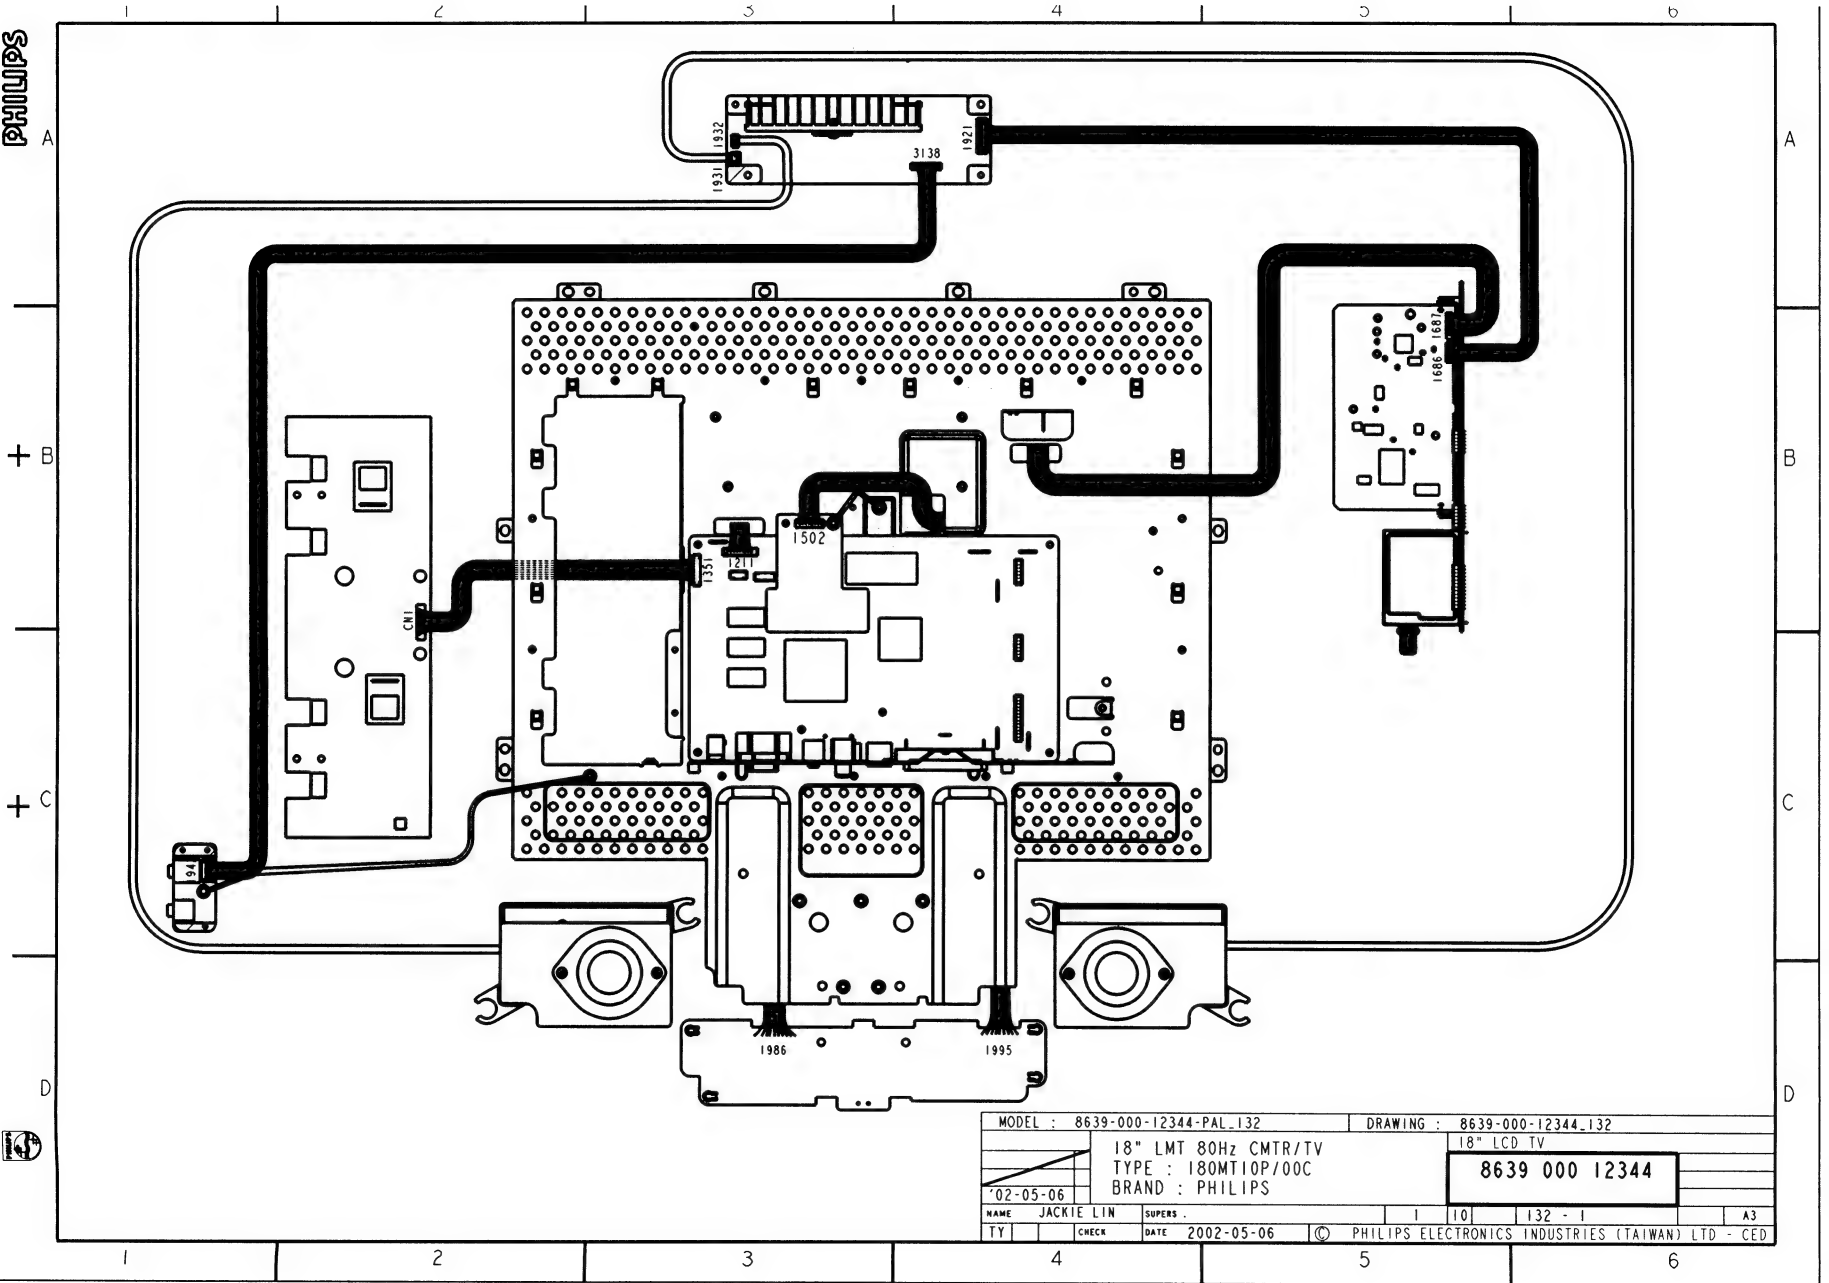 1 2 3 4 5 6
PHILIPS
A A
1932
1931
3138
1921
1687
1686
B B
1502
1211
1351
CN1
C C
194
1986
1995
D D
PHILIPS
MODEL : 8639-000-12344-PAL_132 DRAWING : 8639-000-12344_132
18" LMT 80Hz CMTR/TV 18" LCD TV
TYPE : 180MT10P/00C 8639 000 12344
'02-05-06 BRAND : PHILIPS
NAME JACKIE LIN SUPERS . 1 10 132 - 1 A3
TY CHECK DATE 2002-05-06 © PHILIPS ELECTRONICS INDUSTRIES (TAIWAN) LTD - CED
1 2 3 4 5 6